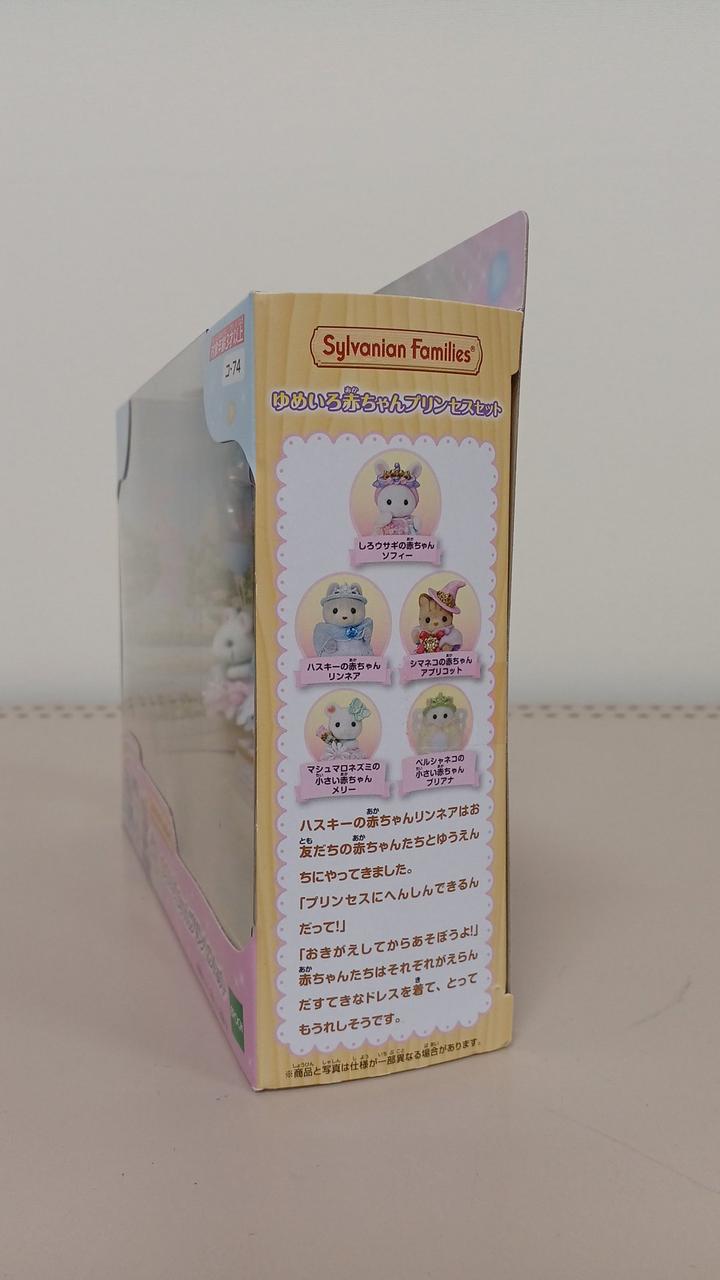 対象年齢3才以上
コ-74
Sylvanian Families®
ゆめいろ赤ちゃんプリンセスセット
しろウサギの赤ちゃん
ソフィー
ハスキーの赤ちゃん
リンネア
シマネコの赤ちゃん
アプリコット
マシュマロネズミの
小さい赤ちゃん
メリー
ペルシャネコの
小さい赤ちゃん
ブリアナ
ハスキーの赤ちゃんリンネアはお
友だちの赤ちゃんたちとゆうえん
ちにやってきました。
「プリンセスにへんしんできるん
だって!」
「おきがえしてからあそぼうよ!」
赤ちゃんたちはそれぞれがえらん
だすてきなドレスを着て、とって
もうれしそうです。
※商品と写真は仕様が一部異なる場合があります。
EPOCH